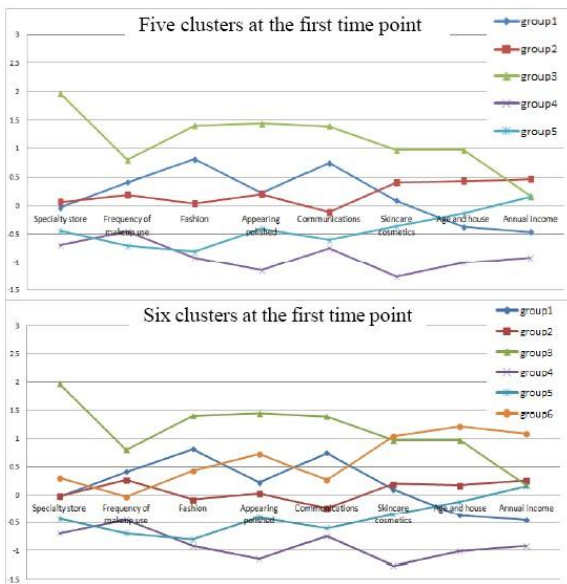 Five clusters at the first time point
group1
group2
group3
group4
group5
3
2.5
2
1.5
1
0.5
0
-0.5
-1
-1.5
Specialty store
Frequency of
makeup use
Fashion
Appearing
polished
Communications
Skincare
cosmetics
Age and house
Annual income
Six clusters at the first time point
group1
group2
group3
group4
group5
group6
3
2.5
2
1.5
1
0.5
0
-0.5
-1
-1.5
Specialty store
Frequency of
makeup use
Fashion
Appearing
polished
Communications
Skincare
cosmetics
Age and house
Annual income